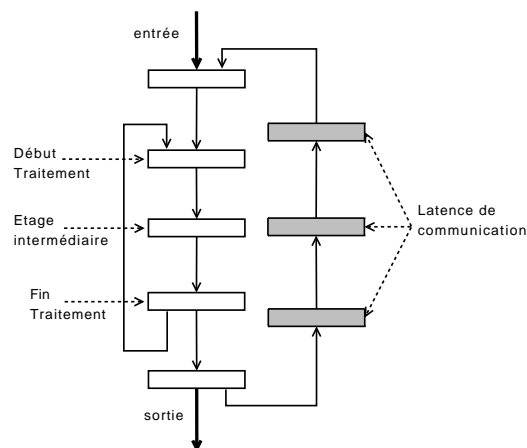 entrée
Début
Traitement
Etage
intermédiaire
Fin
Traitement
Latence de
communication
sortie